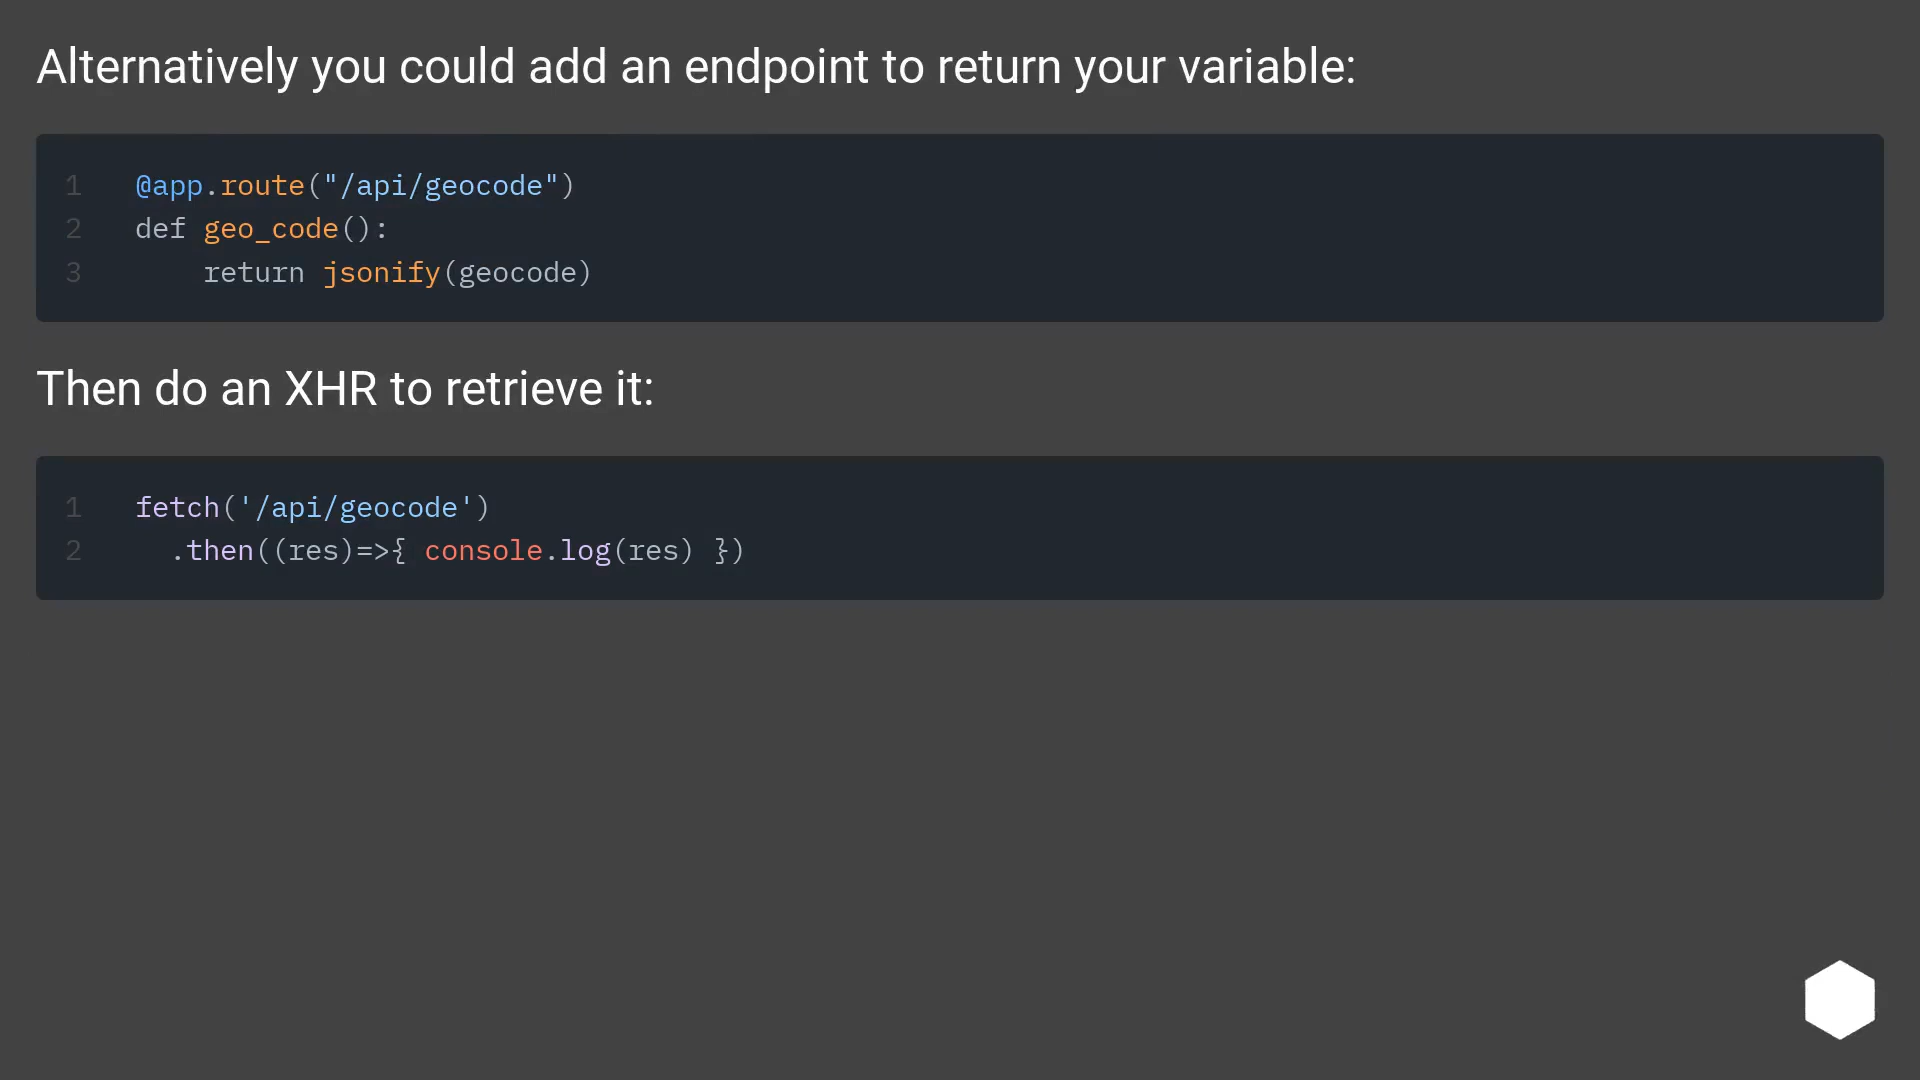 Alternatively you could add an endpoint to return your variable:
1 @app.route("/api/geocode")
2 def geo_code():
3     return jsonify(geocode)
Then do an XHR to retrieve it:
1 fetch('/api/geocode')
2   .then((res)=>{ console.log(res) })